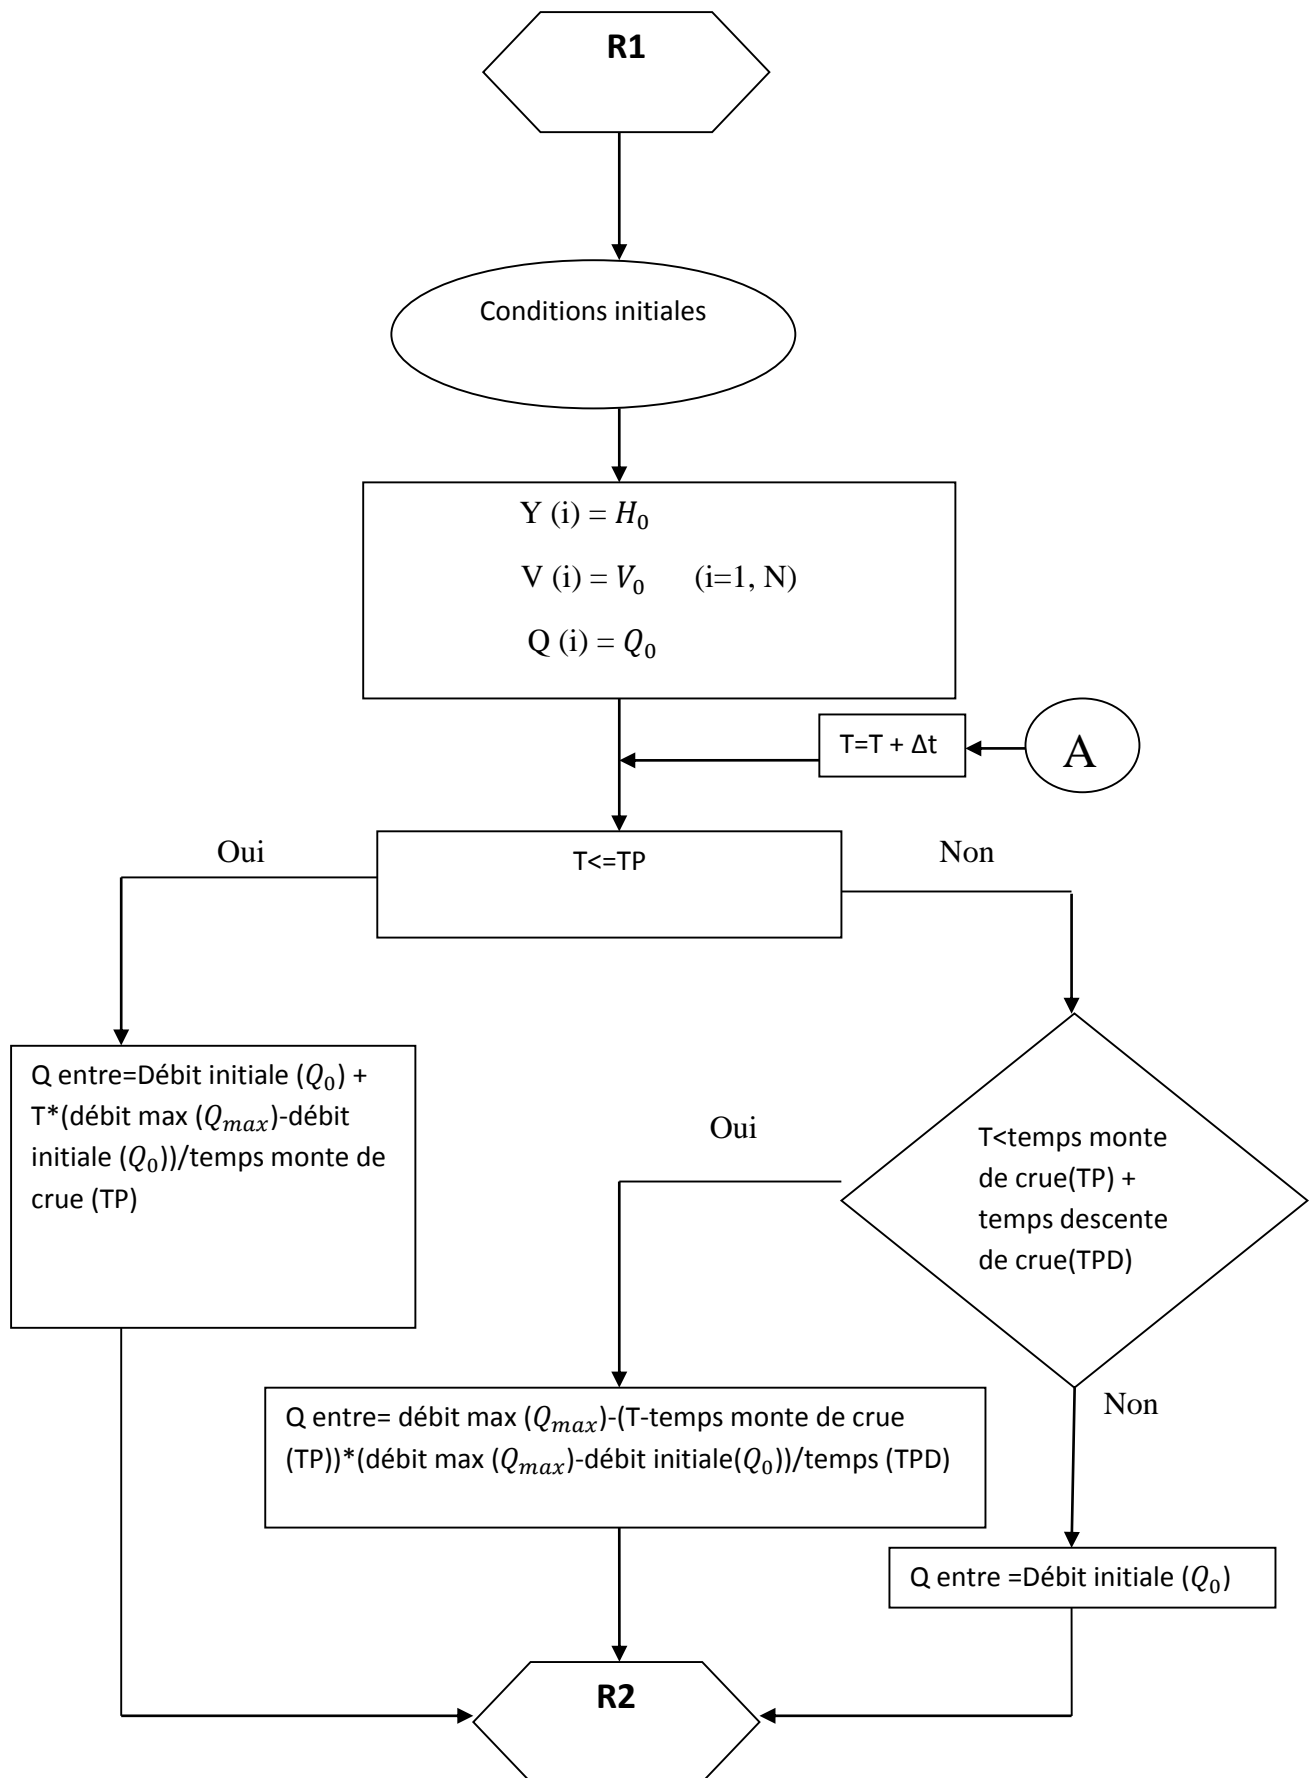 R1
Conditions initiales
Y (i) = H₀
V (i) = V₀ (i=1, N)
Q (i) = Q₀
T=T + Δt
A
Oui
T<=TP
Non
Q entre=Débit initiale (Q₀) +
T*(débit max (Qₘₐₓ)-débit
initiale (Q₀))/temps monte de
crue (TP)
Oui
T<temps monte
de crue(TP) +
temps descente
de crue(TPD)
Q entre= débit max (Qₘₐₓ)-(T-temps monte de crue
(TP))*(débit max (Qₘₐₓ)-débit initiale(Q₀))/temps (TPD)
Non
Q entre =Débit initiale (Q₀)
R2